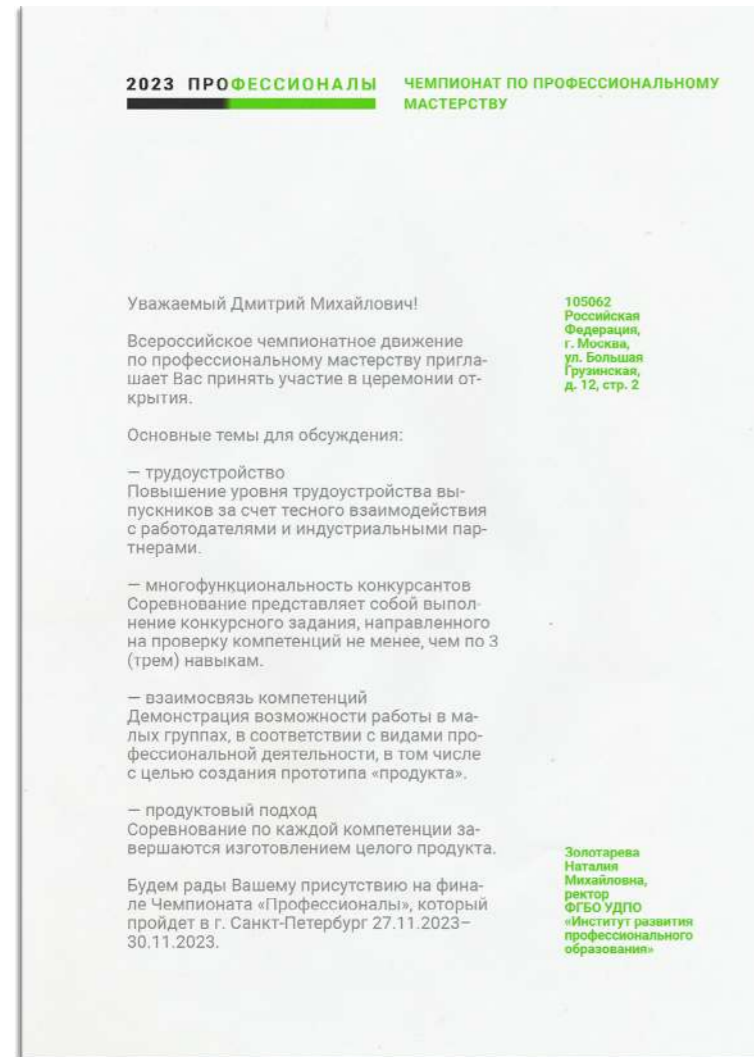 2023 ПРОФЕССИОНАЛЫ
ЧЕМПИОНАТ ПО ПРОФЕССИОНАЛЬНОМУ
МАСТЕРСТВУ
Уважаемый Дмитрий Михайлович!
Всероссийское чемпионатное движение
по профессиональному мастерству пригла-
шает Вас принять участие в церемонии от-
крытия.
Основные темы для обсуждения:
— трудоустройство
Повышение уровня трудоустройства вы-
пускников за счет тесного взаимодействия
с работодателями и индустриальными пар-
тнерами.
— многофункциональность конкурсантов
Соревнование представляет собой выпол-
нение конкурсного задания, направленного
на проверку компетенций не менее, чем по 3
(трем) навыкам.
— взаимосвязь компетенций
Демонстрация возможности работы в ма-
лых группах, в соответствии с видами про-
фессиональной деятельности, в том числе
с целью создания прототипа «продукта».
— продуктовый подход
Соревнование по каждой компетенции за-
вершаются изготовлением целого продукта.
Будем рады Вашему присутствию на фина-
ле Чемпионата «Профессионалы», который
пройдет в г. Санкт-Петербург 27.11.2023–
30.11.2023.
105062
Российская
Федерация,
г. Москва,
ул. Большая
Грузинская,
д. 12, стр. 2
Золотарева
Наталия
Михайловна,
ректор
ФГБО УДПО
«Институт развития
профессионального
образования»